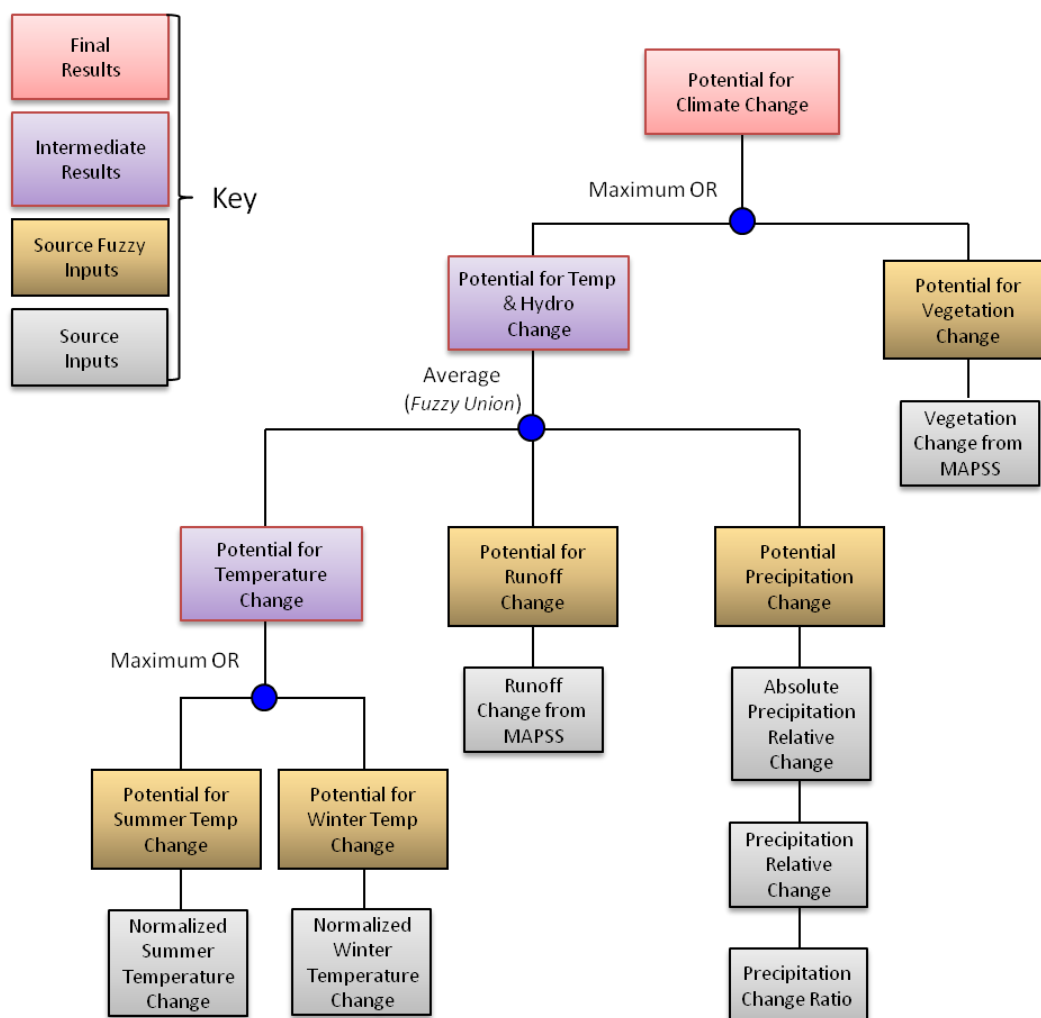 Final
Results
Intermediate
Results
Source Fuzzy
Inputs
Source
Inputs
Key
Potential for
Climate Change
Maximum OR
Potential for Temp
& Hydro
Change
Potential for
Vegetation
Change
Average
(Fuzzy Union)
Vegetation
Change from
MAPSS
Potential for
Temperature
Change
Potential for
Runoff
Change
Potential
Precipitation
Change
Maximum OR
Runoff
Change from
MAPSS
Absolute
Precipitation
Relative
Change
Potential for
Summer Temp
Change
Potential for
Winter Temp
Change
Precipitation
Relative
Change
Normalized
Summer
Temperature
Change
Normalized
Winter
Temperature
Change
Precipitation
Change Ratio